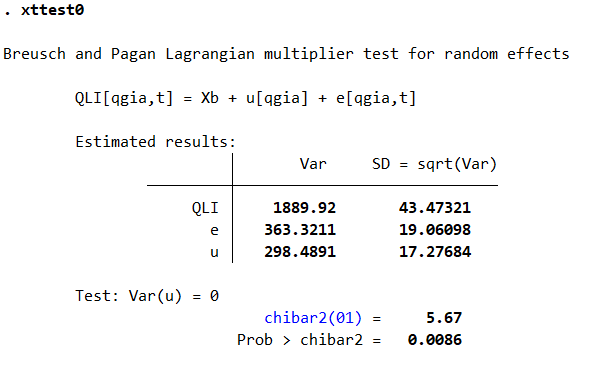 . xttest0
Breusch and Pagan Lagrangian multiplier test for random effects
QLI[qgia,t] = Xb + u[qgia] + e[qgia,t]
Estimated results:
Var SD = sqrt(Var)
QLI 1889.92 43.47321
e 363.3211 19.06098
u 298.4891 17.27684
Test: Var(u) = 0
chibar2(01) = 5.67
Prob > chibar2 = 0.0086